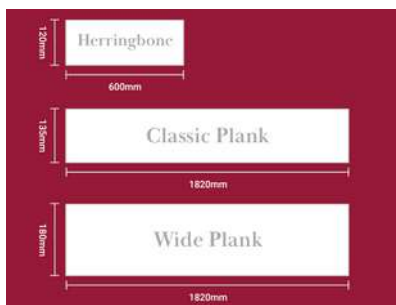 Herringbone
120mm
600mm
Classic Plank
135mm
1820mm
Wide Plank
180mm
1820mm